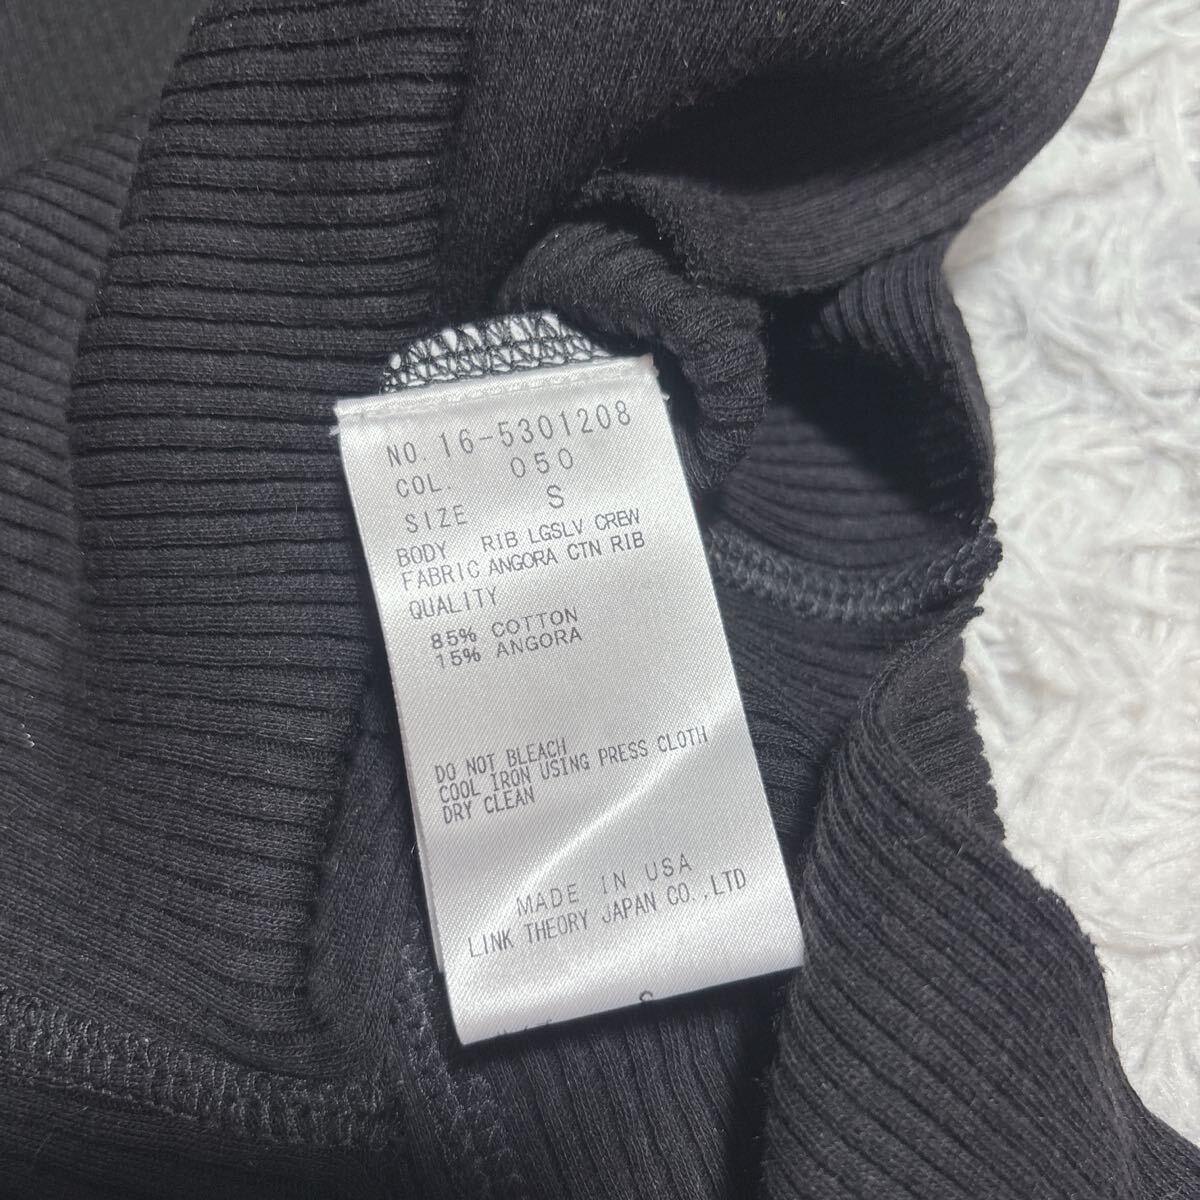 NO. 16-5301208
COL. 050
SIZE S
BODY RIB LGSLV CREW
FABRIC ANGORA CTN RIB
QUALITY
85% COTTON
15% ANGORA
DO NOT BLEACH
COOL IRON USING PRESS CLOTH
DRY CLEAN
MADE IN USA
LINK THEORY JAPAN CO.,LTD